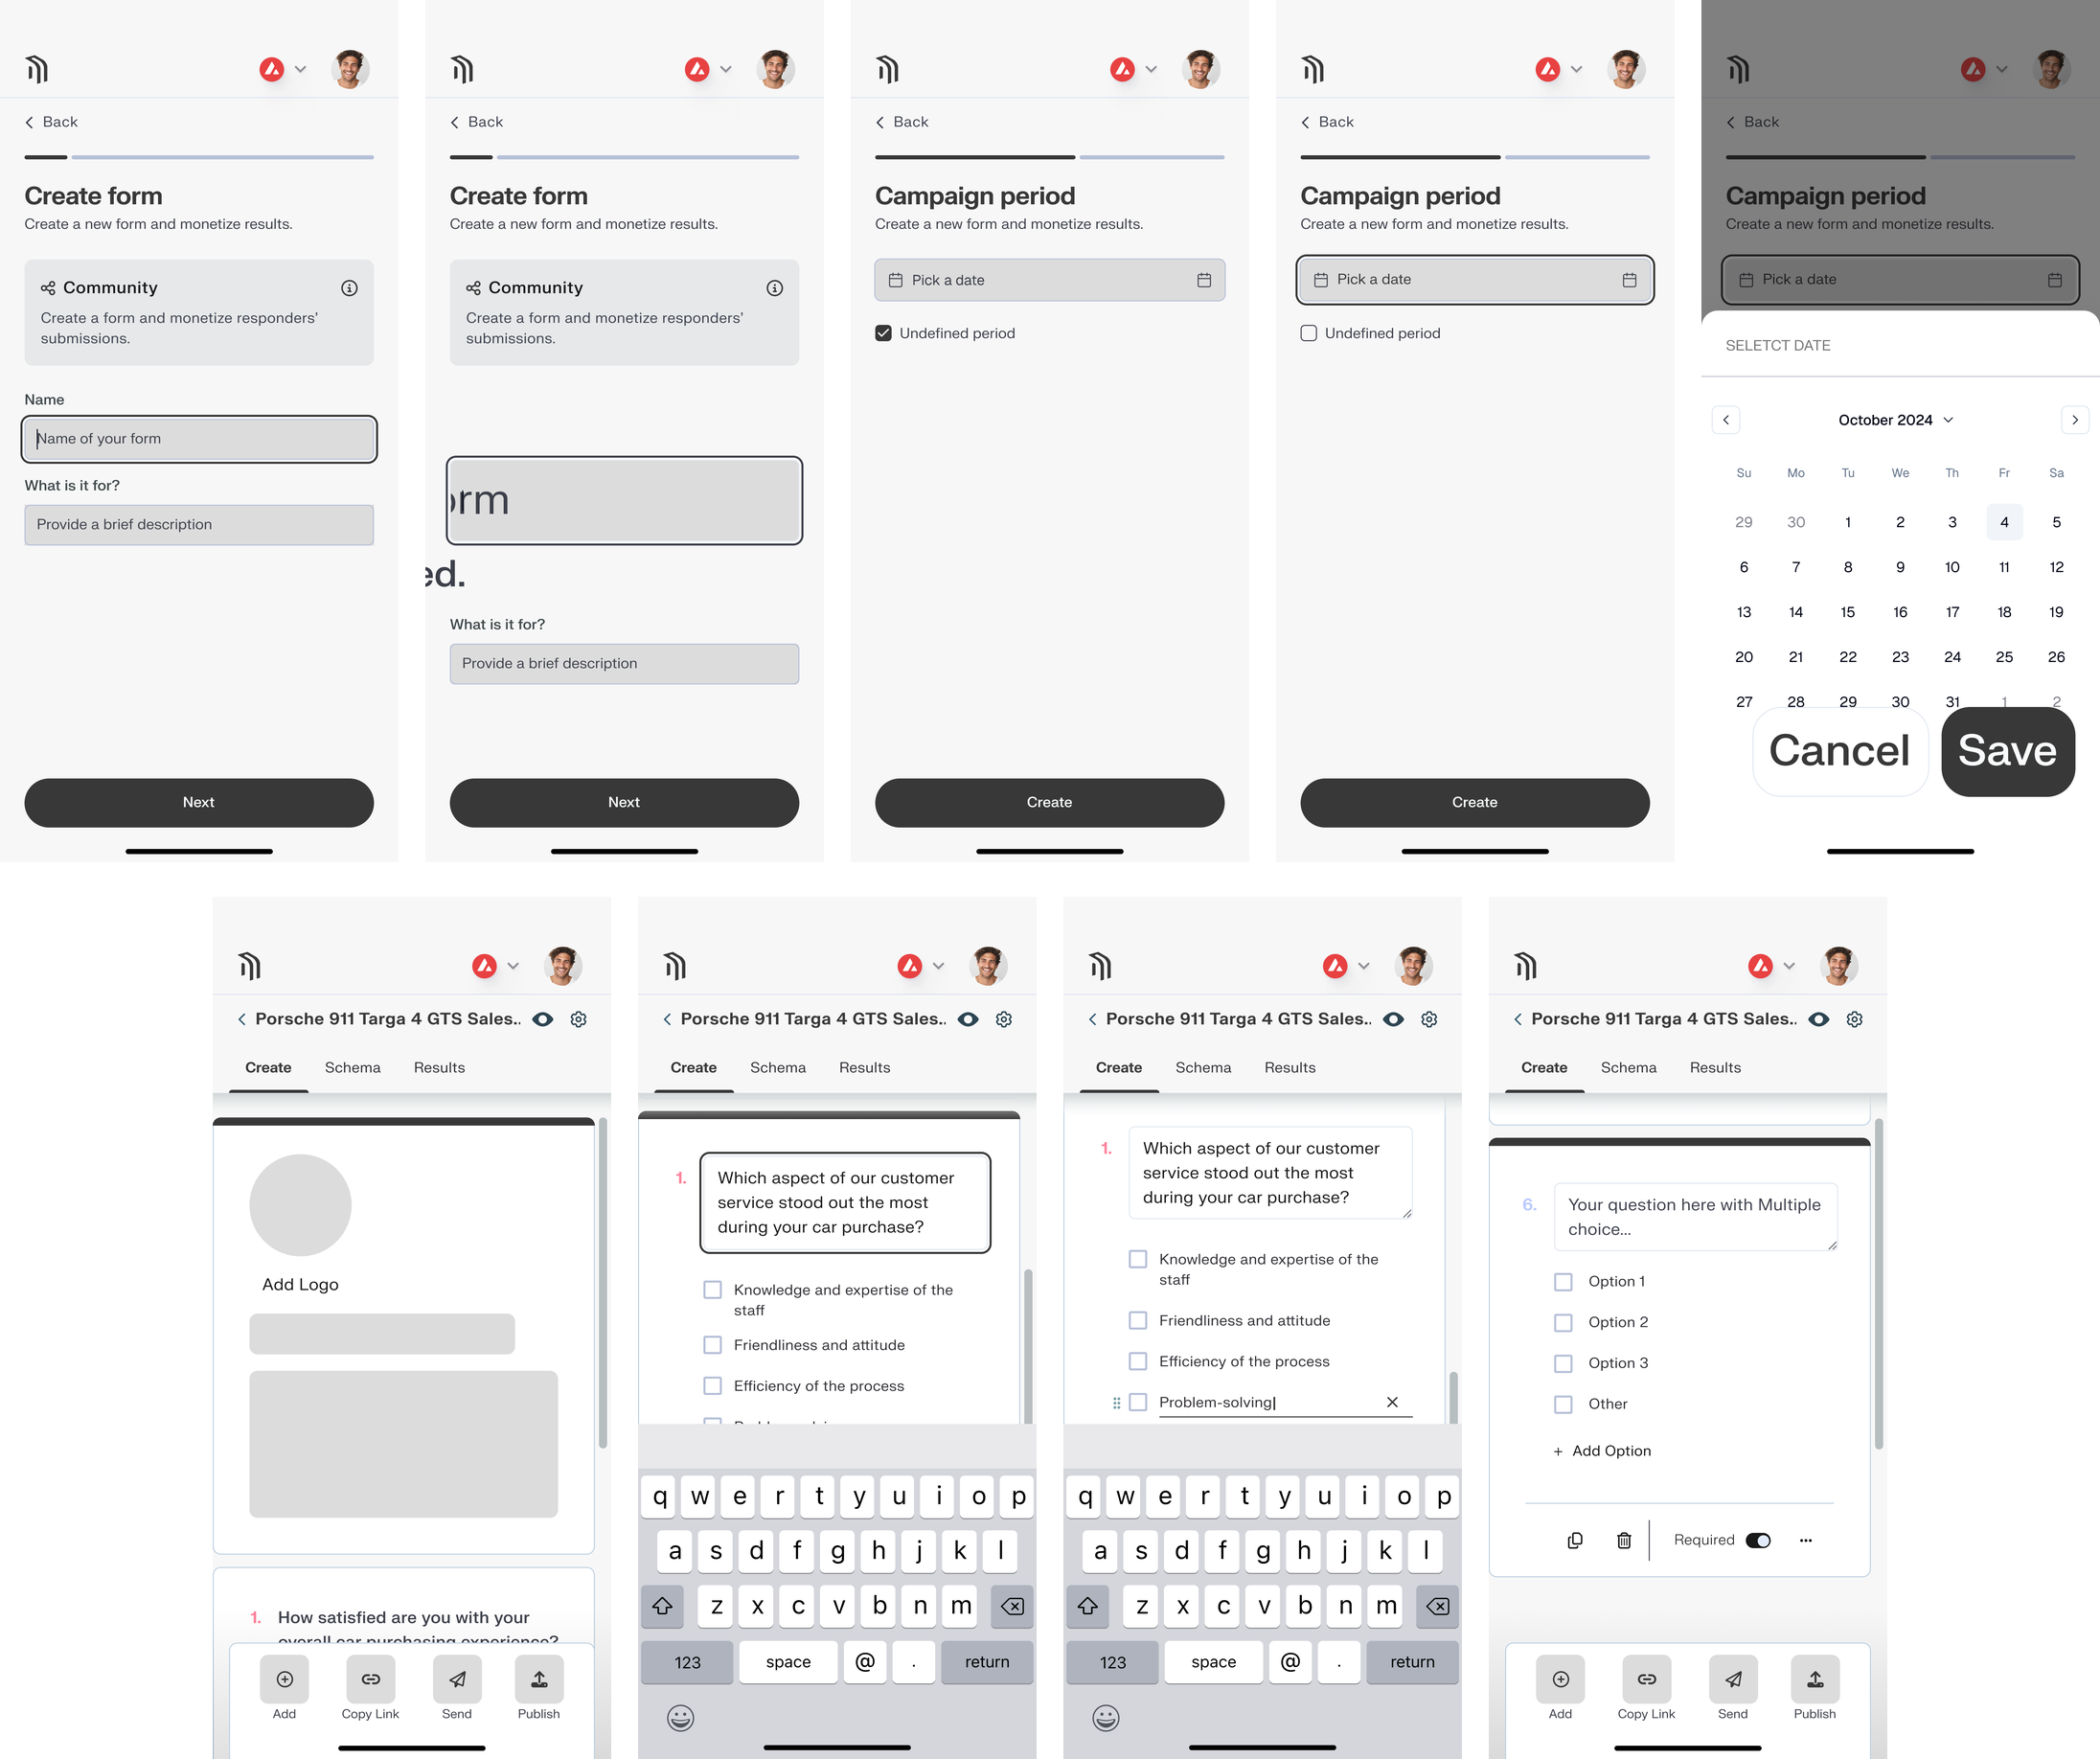 Back
Create form
Create a new form and monetize results.
Community
Create a form and monetize responders'
submissions.
Name
Name of your form
What is it for?
Provide a brief description
Next
Back
Create form
Create a new form and monetize results.
Community
Create a form and monetize responders'
submissions.
orm
ed.
What is it for?
Provide a brief description
Next
Back
Campaign period
Create a new form and monetize results.
Pick a date
Undefined period
Create
Back
Campaign period
Create a new form and monetize results.
Pick a date
Undefined period
Create
Back
Campaign period
Create a new form and monetize results.
Pick a date
SELETCT DATE
October 2024
Su Mo Tu We Th Fr Sa
29 30 1 2 3 4 5
6 7 8 9 10 11 12
13 14 15 16 17 18 19
20 21 22 23 24 25 26
27 28 29 30 31 1 2
Cancel Save
Porsche 911 Targa 4 GTS Sales..
Create Schema Results
Add Logo
1. How satisfied are you with your
overall car purchasing experience?
Add Copy Link Send Publish
Porsche 911 Targa 4 GTS Sales..
Create Schema Results
1. Which aspect of our customer
service stood out the most
during your car purchase?
Knowledge and expertise of the
staff
Friendliness and attitude
Efficiency of the process
q w e r t y u i o p
a s d f g h j k l
z x c v b n m
123 space @ . return
Porsche 911 Targa 4 GTS Sales..
Create Schema Results
1. Which aspect of our customer
service stood out the most
during your car purchase?
Knowledge and expertise of the
staff
Friendliness and attitude
Efficiency of the process
Problem-solving
q w e r t y u i o p
a s d f g h j k l
z x c v b n m
123 space @ . return
Porsche 911 Targa 4 GTS Sales..
Create Schema Results
6. Your question here with Multiple
choice...
Option 1
Option 2
Option 3
Other
+ Add Option
Required
Add Copy Link Send Publish